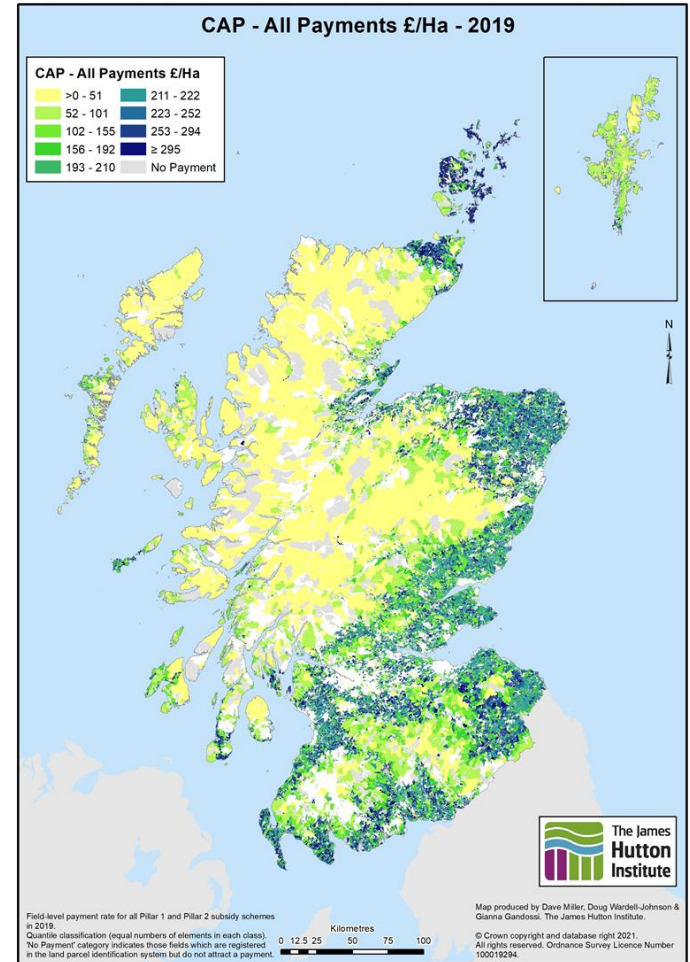 CAP - All Payments £/Ha - 2019
CAP - All Payments £/Ha
>0 - 51
52 - 101
102 - 155
156 - 192
193 - 210
211 - 222
223 - 252
253 - 294
≥ 295
No Payment
N
The James
Hutton
Institute
Field-level payment rate for all Pillar 1 and Pillar 2 subsidy schemes
in 2019.
Quantile classification (equal numbers of elements in each class).
'No Payment' category indicates those fields which are registered
in the land parcel identification system but do not attract a payment.
Kilometres
0 12.5 25 50 75 100
Map produced by Dave Miller, Doug Wardell-Johnson &
Gianna Gandossi. The James Hutton Institute.
© Crown copyright and database right 2021.
All rights reserved. Ordnance Survey Licence Number
100019294.